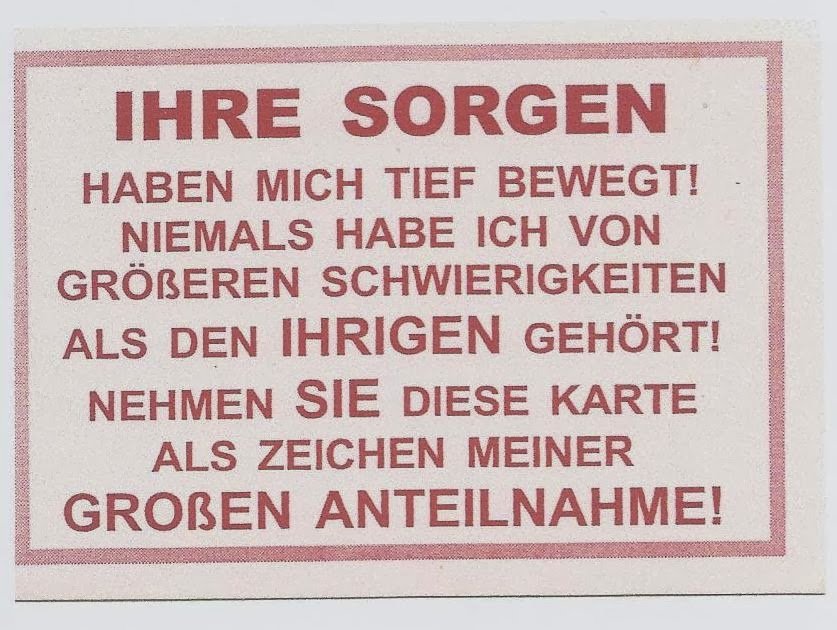 IHRE SORGEN
HABEN MICH TIEF BEWEGT!
NIEMALS HABE ICH VON
GRÖßEREN SCHWIERIGKEITEN
ALS DEN IHRIGEN GEHÖRT!
NEHMEN SIE DIESE KARTE
ALS ZEICHEN MEINER
GROßEN ANTEILNAHME!